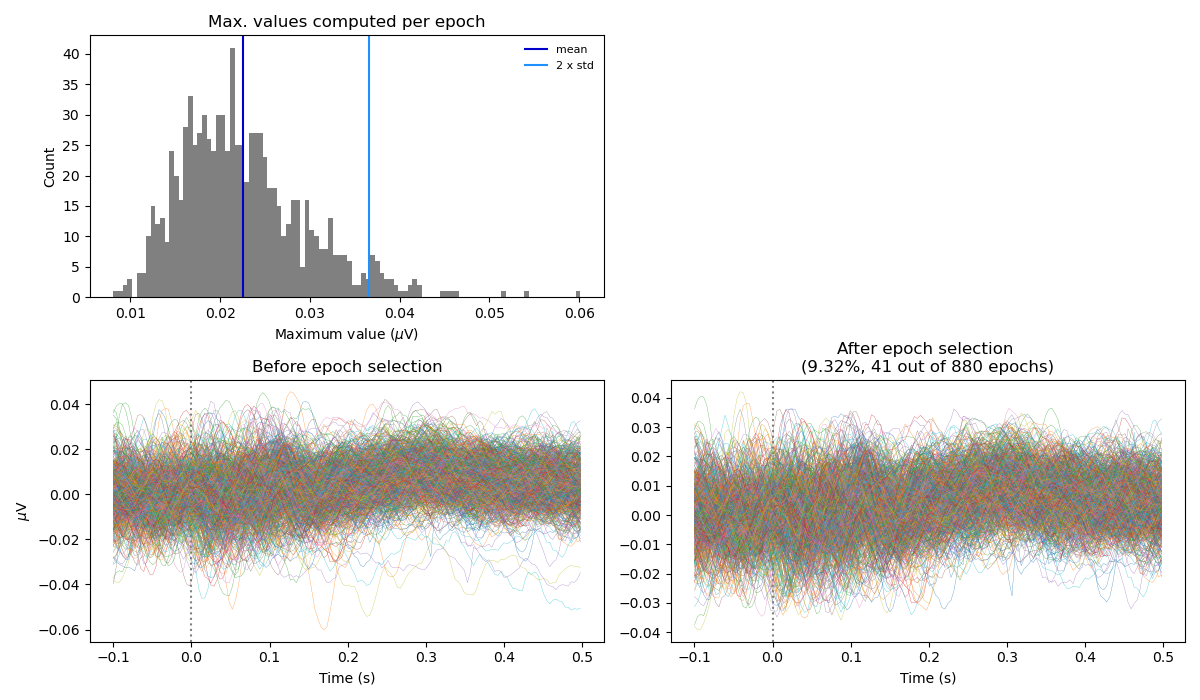 Max. values computed per epoch
Count
40
35
30
25
20
15
10
5
0
mean
2 x std
0.01 0.02 0.03 0.04 0.05 0.06
Maximum value (μV)
Before epoch selection
μV
0.04
0.02
0.00
−0.02
−0.04
−0.06
−0.1 0.0 0.1 0.2 0.3 0.4 0.5
Time (s)
After epoch selection
(9.32%, 41 out of 880 epochs)
0.04
0.03
0.02
0.01
0.00
−0.01
−0.02
−0.03
−0.04
−0.1 0.0 0.1 0.2 0.3 0.4 0.5
Time (s)